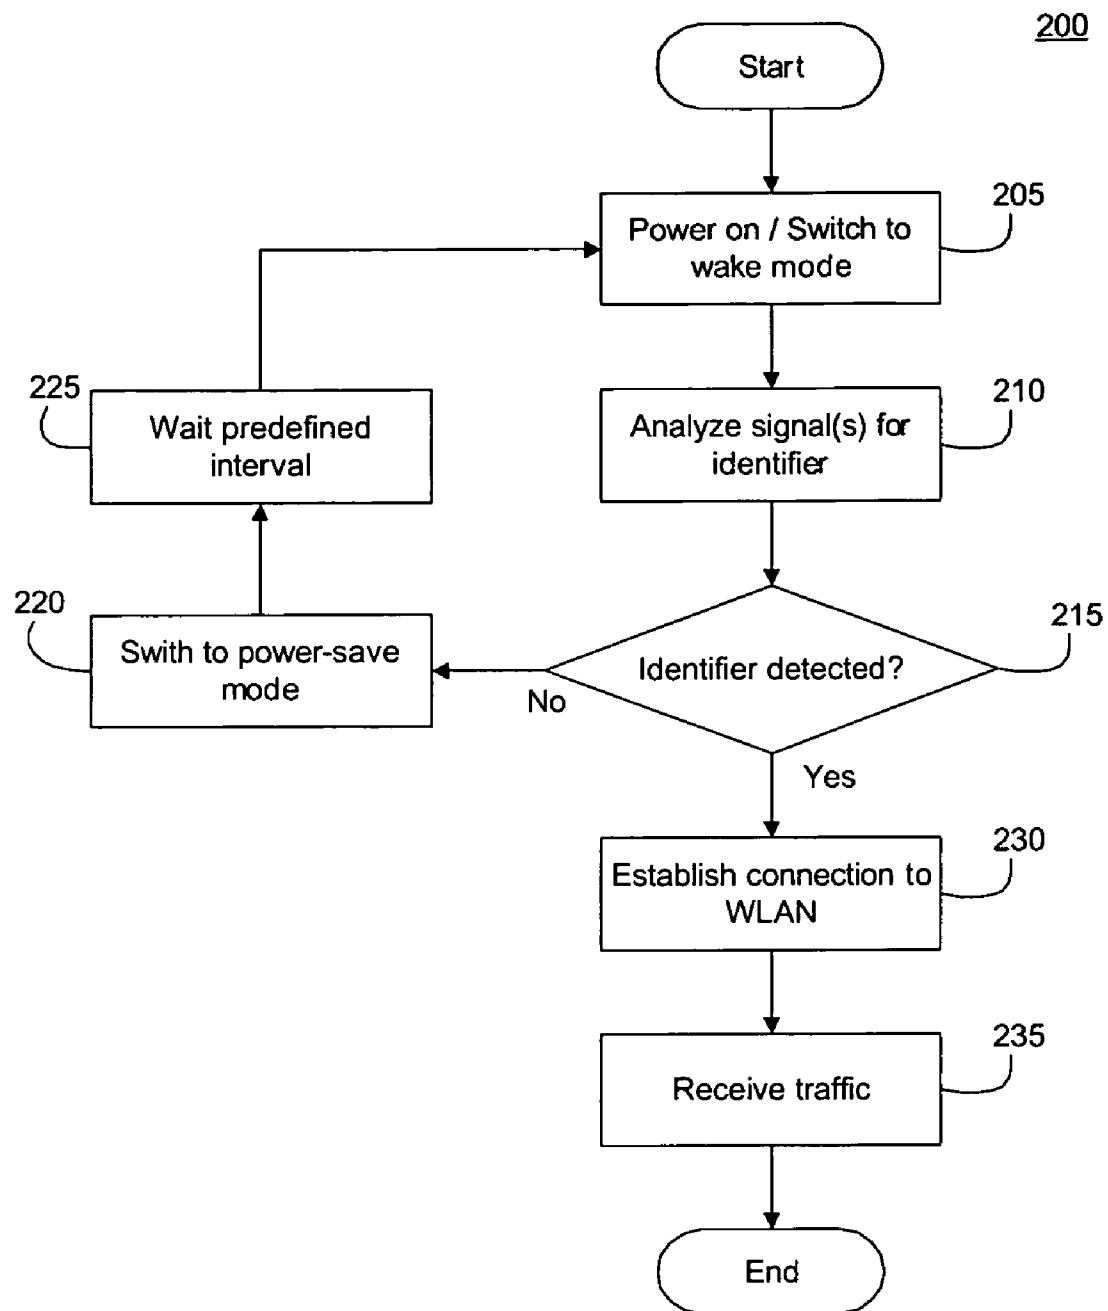 200
Start
205
Power on / Switch to
wake mode
225
Wait predefined
interval
210
Analyze signal(s) for
identifier
220
Swith to power-save
mode
215
Identifier detected?
No
Yes
230
Establish connection to
WLAN
235
Receive traffic
End